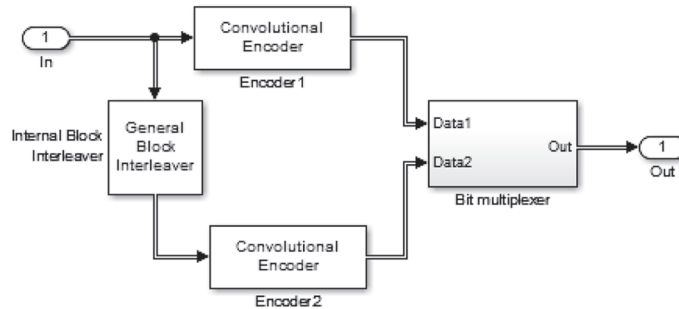 1
In
Convolutional
Encoder
Encoder1
Internal Block
Interleaver
General
Block
Interleaver
Data1
Data2
Out
Bit multiplexer
1
Out
Convolutional
Encoder
Encoder2